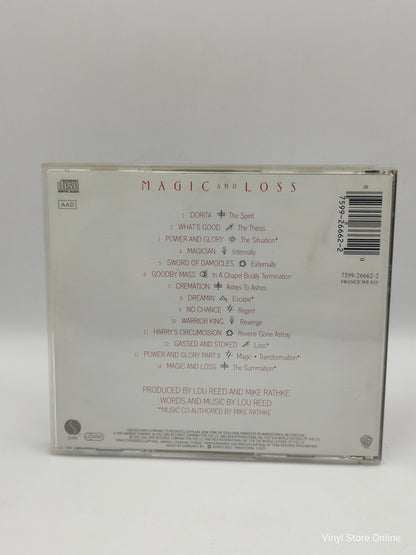 MAGIC AND LOSS
AAD
1 DORITA The Spirit
2 WHAT'S GOOD The Thesis
3 POWER AND GLORY The Situation*
4 MAGICIAN Internally
5 SWORD OF DAMOCLES Externally
6 GOODBY MASS In A Chapel Bodily Termination
7 CREMATION Ashes To Ashes
8 DREAMIN' Escape*
9 NO CHANCE Regret
10 WARRIOR KING Revenge
11 HARRY'S CIRCUMCISION Reverie Gone Astray
12 GASSED AND STOKED Loss*
13 POWER AND GLORY PART II Magic • Transformation*
14 MAGIC AND LOSS The Summation*
PRODUCED BY LOU REED AND MIKE RATHKE
WORDS AND MUSIC BY LOU REED
*MUSIC CO AUTHORED BY MIKE RATHKE
7599-26662-2
7599-26662-2
FRANCE WE 833
Vinyl Store Online